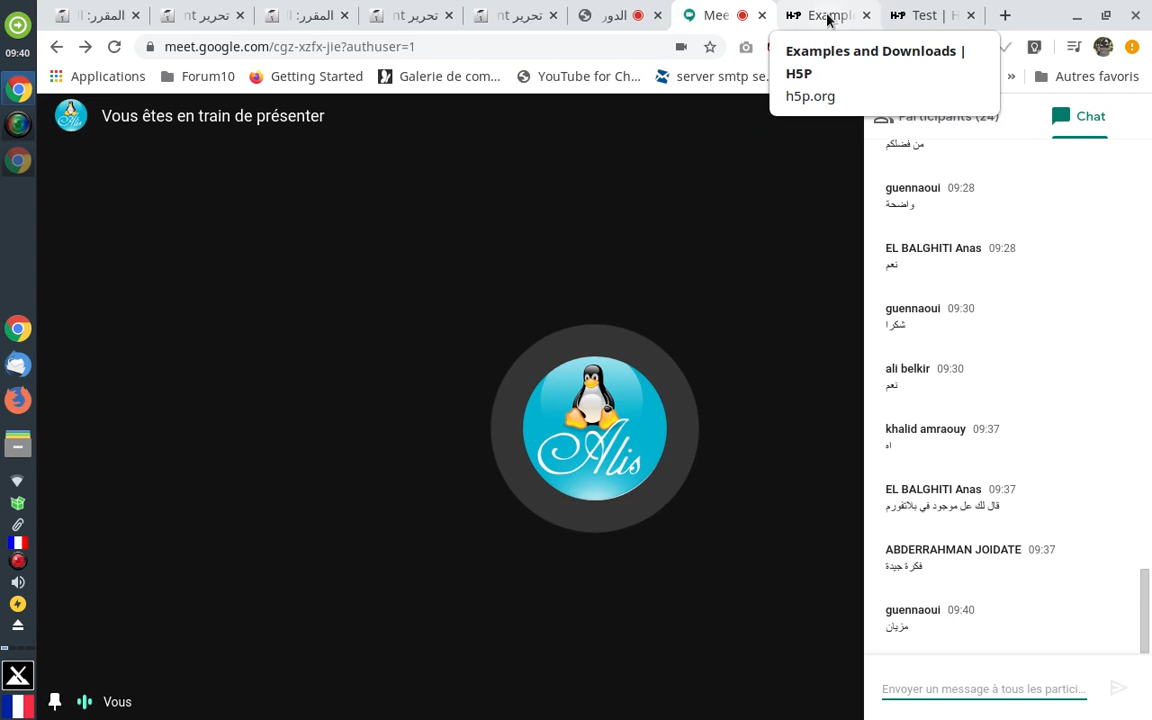 09:40
المقرر: ا
تحرير nt
المقرر: ا
تحرير nt
تحرير nt
الدور
Mee
Exampl
Test | H
meet.google.com/cgz-xzfx-jie?authuser=1
Applications
Forum10
Getting Started
Galerie de com...
YouTube for Ch...
server smtp se.
»
Autres favoris
Examples and Downloads |
H5P
h5p.org
Vous êtes en train de présenter
Alis
Participants (24)
Chat
من فضلكم
guennaoui 09:28
واضحة
EL BALGHITI Anas 09:28
نعم
guennaoui 09:30
شكرا
ali belkir 09:30
نعم
khalid amraouy 09:37
اه
EL BALGHITI Anas 09:37
قال لك عل موجود في بلاتفورم
ABDERRAHMAN JOIDATE 09:37
فكرة جيدة
guennaoui 09:40
مزيان
Envoyer un message à tous les partici...
Vous